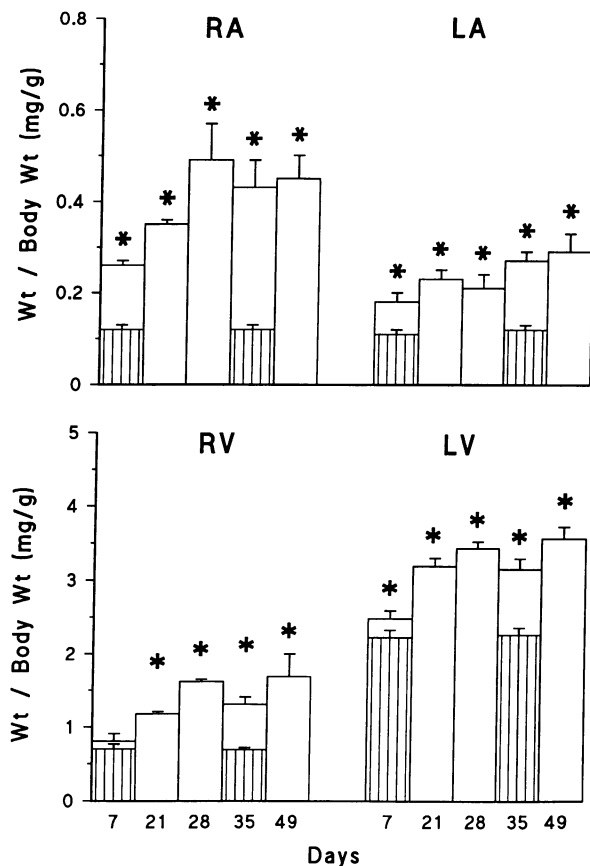 RA LA
Wt / Body Wt (mg/g)
0.8
0.6
0.4
0.2
0
* * * * * * * * * *
RV LV
Wt / Body Wt (mg/g)
5
4
3
2
1
0
* * * * * * * * *
7 21 28 35 49 7 21 28 35 49
Days